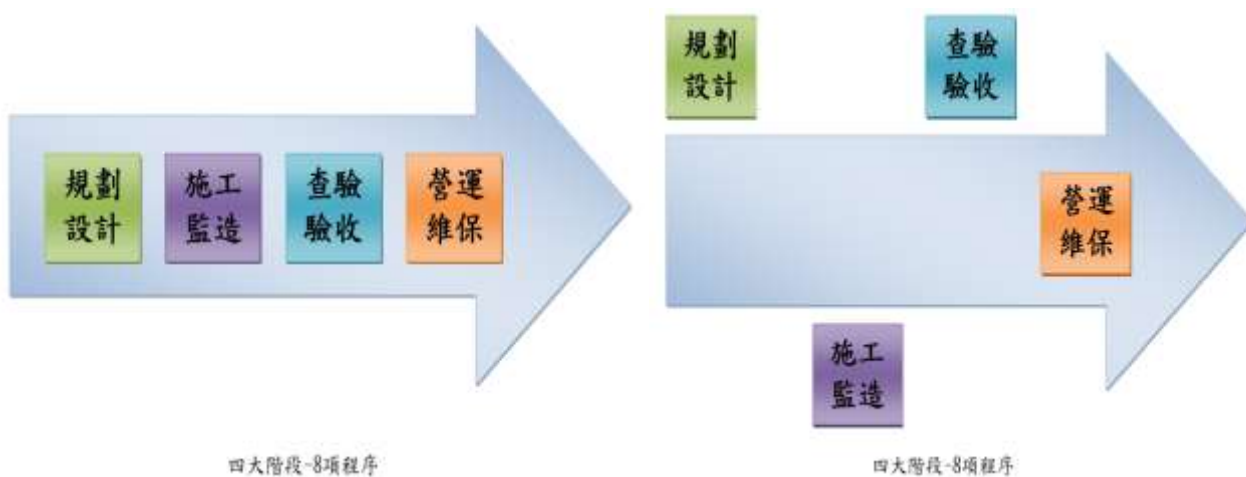 規劃
設計
施工
監造
查驗
驗收
營運
維保
四大階段-8項程序
規劃
設計
查驗
驗收
營運
維保
施工
監造
四大階段-8項程序